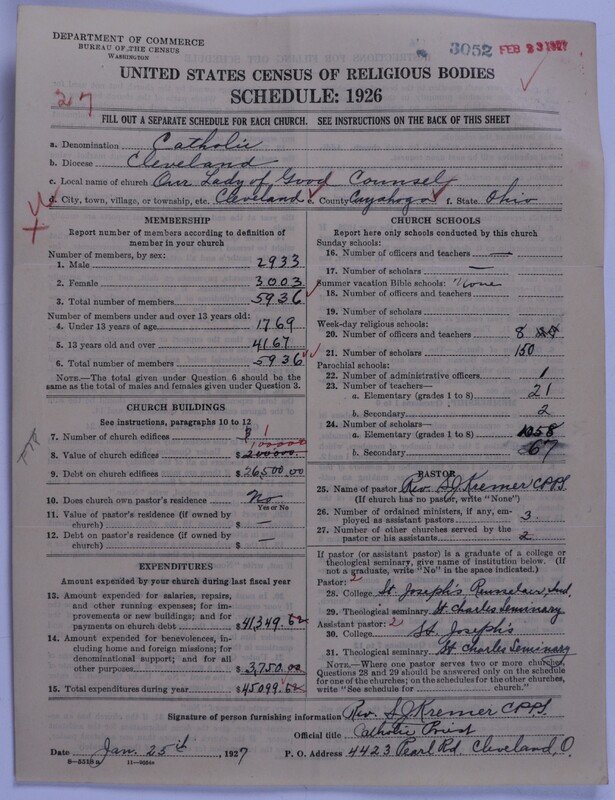 DEPARTMENT OF COMMERCE
BUREAU OF THE CENSUS
WASHINGTON
3052 FEB 23 1927
UNITED STATES CENSUS OF RELIGIOUS BODIES
SCHEDULE: 1926
27
FILL OUT A SEPARATE SCHEDULE FOR EACH CHURCH. SEE INSTRUCTIONS ON THE BACK OF THIS SHEET
a. Denomination Catholic
b. Diocese Cleveland
c. Local name of church Our Lady of Good Counsel
d. City, town, village, or township, etc. Cleveland e. County Cuyahoga f. State Ohio
MEMBERSHIP
Report number of members according to definition of
member in your church
Number of members, by sex:
1. Male 2933
2. Female 3003
3. Total number of members 5936
Number of members under and over 13 years old:
4. Under 13 years of age 1769
5. 13 years old and over 4167
6. Total number of members 5936
NOTE.—The total given under Question 6 should be the
same as the total of males and females given under Question 3.
CHURCH BUILDINGS
See instructions, paragraphs 10 to 12
7. Number of church edifices 1
100000
8. Value of church edifices $ 200000.
9. Debt on church edifices $ 26,500.00
10. Does church own pastor's residence No
Yes or No
11. Value of pastor's residence (if owned by
church) $ —
12. Debt on pastor's residence (if owned by
church) $ —
EXPENDITURES
Amount expended by your church during last fiscal year
13. Amount expended for salaries, repairs,
and other running expenses; for im-
provements or new buildings; and for
payments on church debt $ 41,349.62
14. Amount expended for benevolences, in-
cluding home and foreign missions; for
denominational support; and for all
other purposes $ 3,750.00
15. Total expenditures during year $ 45099.62
CHURCH SCHOOLS
Report here only schools conducted by this church
Sunday schools:
16. Number of officers and teachers —
17. Number of scholars —
Summer vacation Bible schools: None
18. Number of officers and teachers
19. Number of scholars
Week-day religious schools:
20. Number of officers and teachers 8
21. Number of scholars 150
Parochial schools:
22. Number of administrative officers 1
23. Number of teachers—
a. Elementary (grades 1 to 8) 21
b. Secondary 2
24. Number of scholars—
a. Elementary (grades 1 to 8) 1058
b. Secondary 67
PASTOR
25. Name of pastor Rev. S J Kremer CPPS.
(If church has no pastor, write "None")
26. Number of ordained ministers, if any, em-
ployed as assistant pastors 3
27. Number of other churches served by the
pastor or his assistants 2
If pastor (or assistant pastor) is a graduate of a college or
theological seminary, give name of institution below. (If
not a graduate, write "No" in the space indicated.)
Pastor: 2
28. College St. Joseph's Rensselaer, Ind.
29. Theological seminary St Charles Seminary
Assistant pastor: 2
30. College St. Joseph's
31. Theological seminary St Charles Seminary
NOTE.—Where one pastor serves two or more churches,
Questions 28 and 29 should be answered only on the schedule
for one of the churches; on the schedules for the other churches,
write "See schedule for church."
Signature of person furnishing information Rev. S J Kremer CPPS.
Official title Catholic Priest
Date Jan. 25th, 1927 P. O. Address 4423 Pearl Rd. Cleveland, O.